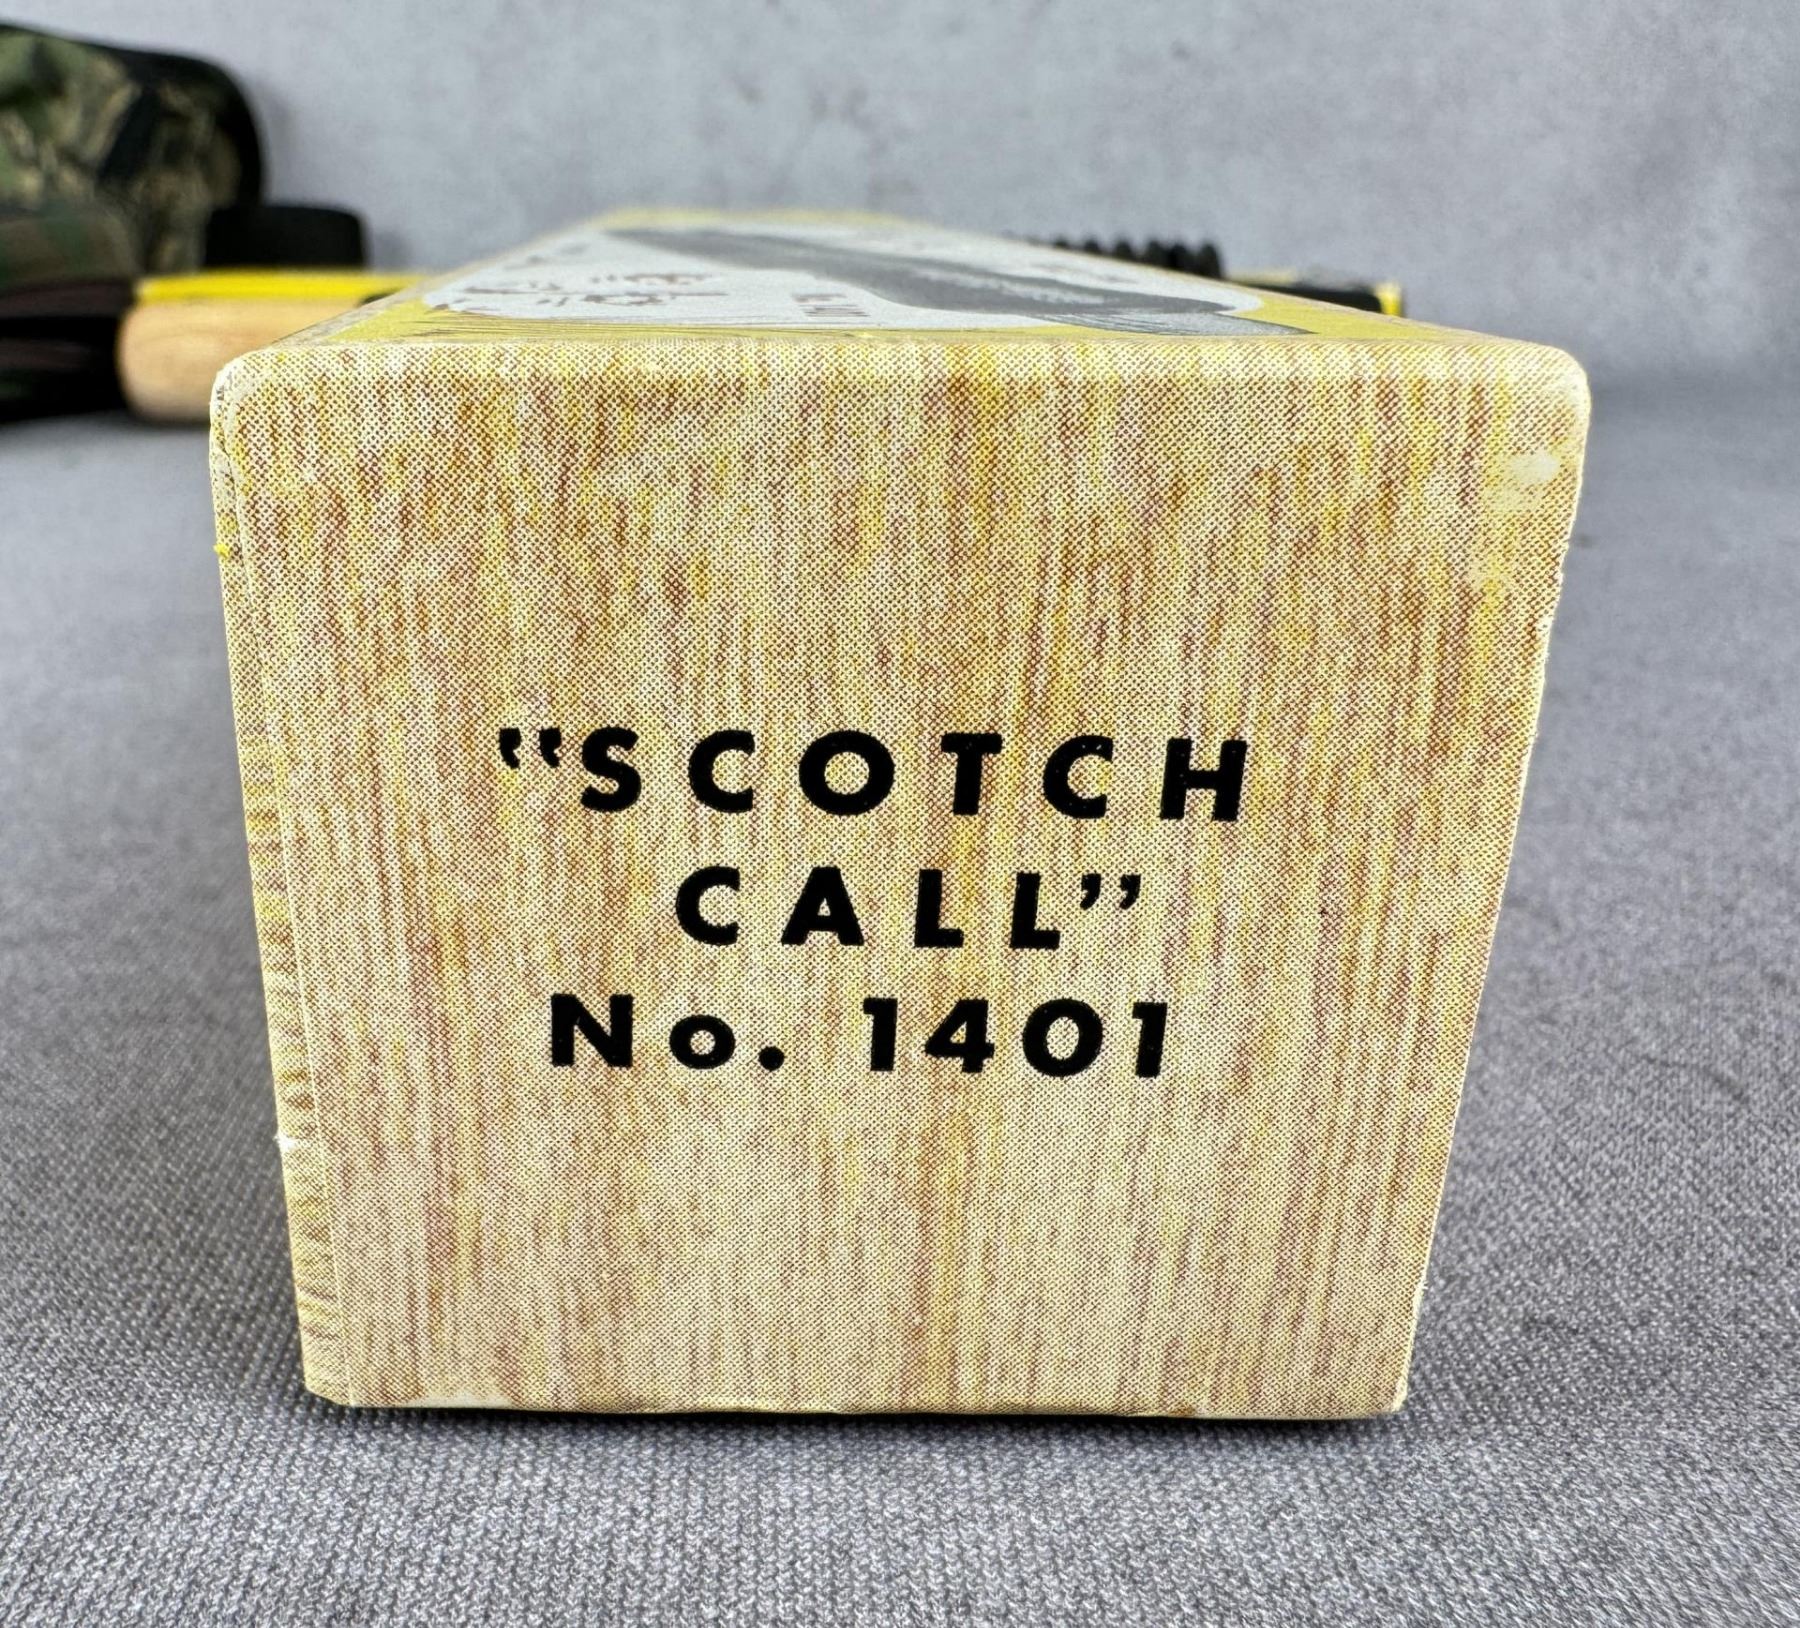 "SCOTCH
CALL"
No. 1401